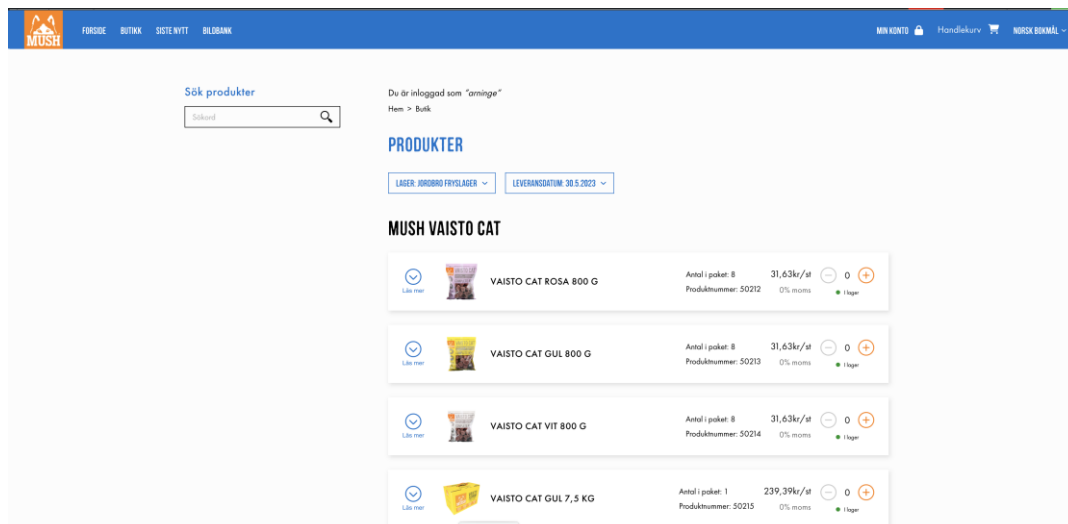 MUSH
FORSIDE BUTIKK SISTE NYTT BILDBANK
MIN KONTO Handlekurv NORSK BOKMÅL
Sök produkter
Sökord
Du är inloggad som "arninge"
Hem > Butik
PRODUKTER
LAGER: JORDBRO FRYSLAGER
LEVERANSDATUM: 30.5.2023
MUSH VAISTO CAT
Läs mer
VAISTO CAT ROSA 800 G
Antal i paket: 8
Produktnummer: 50212
31,63kr/st
0% moms
0
I lager
Läs mer
VAISTO CAT GUL 800 G
Antal i paket: 8
Produktnummer: 50213
31,63kr/st
0% moms
0
I lager
Läs mer
VAISTO CAT VIT 800 G
Antal i paket: 8
Produktnummer: 50214
31,63kr/st
0% moms
0
I lager
Läs mer
VAISTO CAT GUL 7,5 KG
Antal i paket: 1
Produktnummer: 50215
239,39kr/st
0% moms
0
I lager